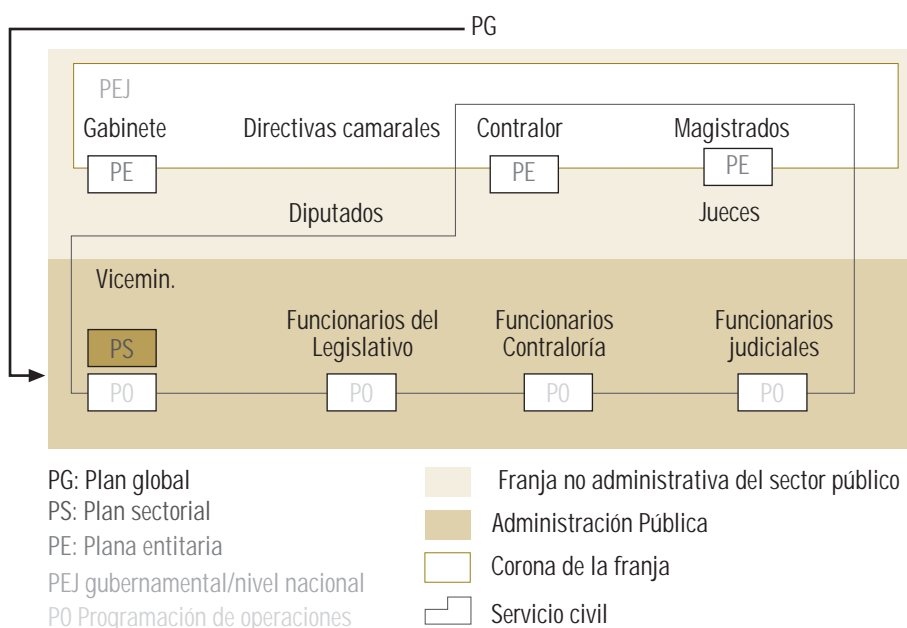 PG
PEJ
Gabinete
Directivas camarales
Contralor
Magistrados
PE
PE
PE
Diputados
Jueces
Vicemin.
Funcionarios del
Legislativo
Funcionarios
Contraloría
Funcionarios
judiciales
PS
PO
PO
PO
PO
PG: Plan global
PS: Plan sectorial
PE: Plana entitaria
PEJ gubernamental/nivel nacional
PO Programación de operaciones
Franja no administrativa del sector público
Administración Pública
Corona de la franja
Servicio civil